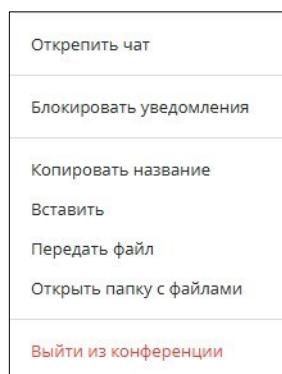 Открепить чат
Блокировать уведомления
Копировать название
Вставить
Передать файл
Открыть папку с файлами
Выйти из конференции